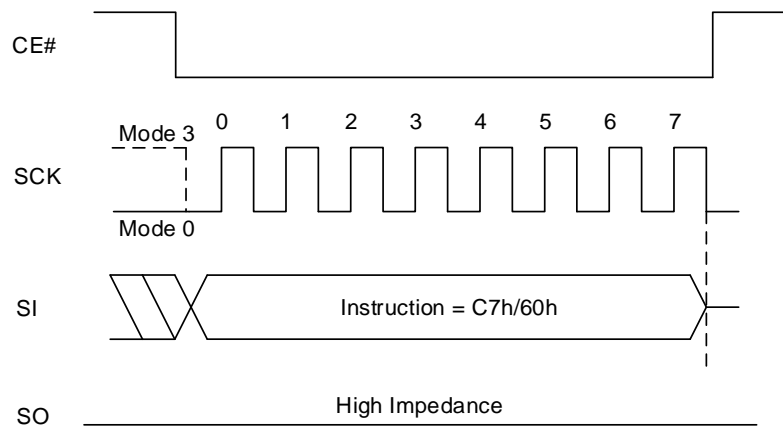 CE#
Mode 3
0 1 2 3 4 5 6 7
SCK
Mode 0
SI
Instruction = C7h/60h
SO
High Impedance